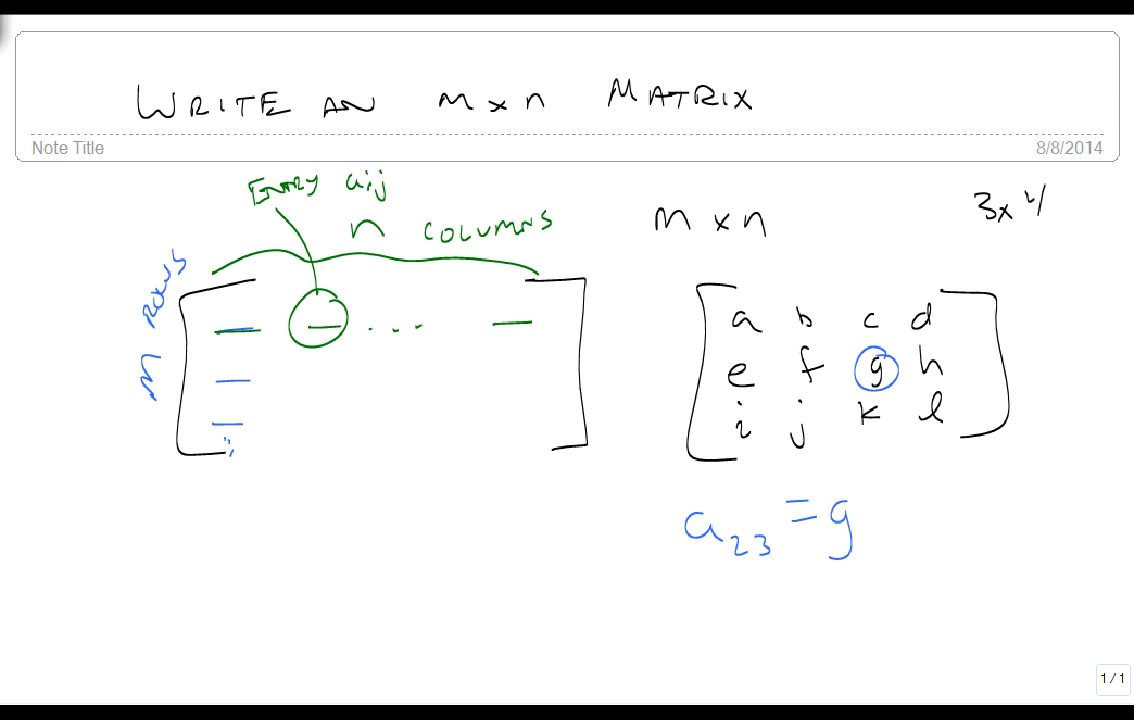 WRITE AN m x n MATRIX
Note Title
8/8/2014
ENTRY aij
n COLUMNS
m ROWS
...
m x n
3x4
a b c d
e f g h
i j k l
a23 = g
1/1